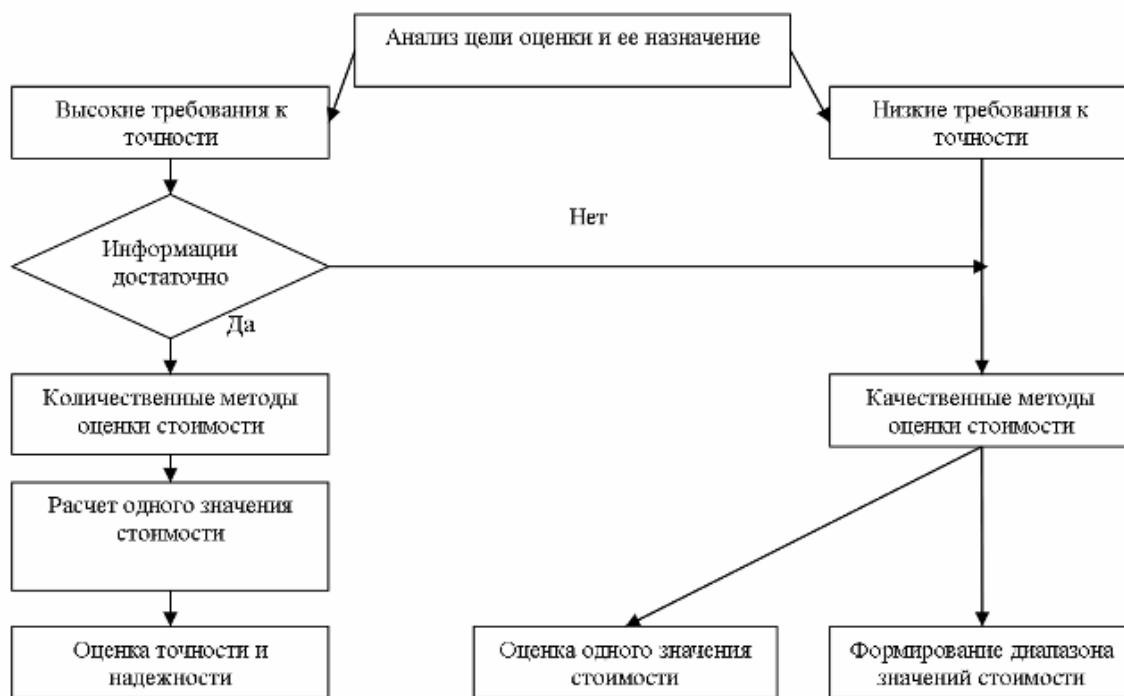 Анализ цели оценки и ее назначение
Высокие требования к
точности
Низкие требования к
точности
Нет
Информации
достаточно
Да
Количественные методы
оценки стоимости
Качественные методы
оценки стоимости
Расчет одного значения
стоимости
Оценка точности и
надежности
Оценка одного значения
стоимости
Формирование диапазона
значений стоимости